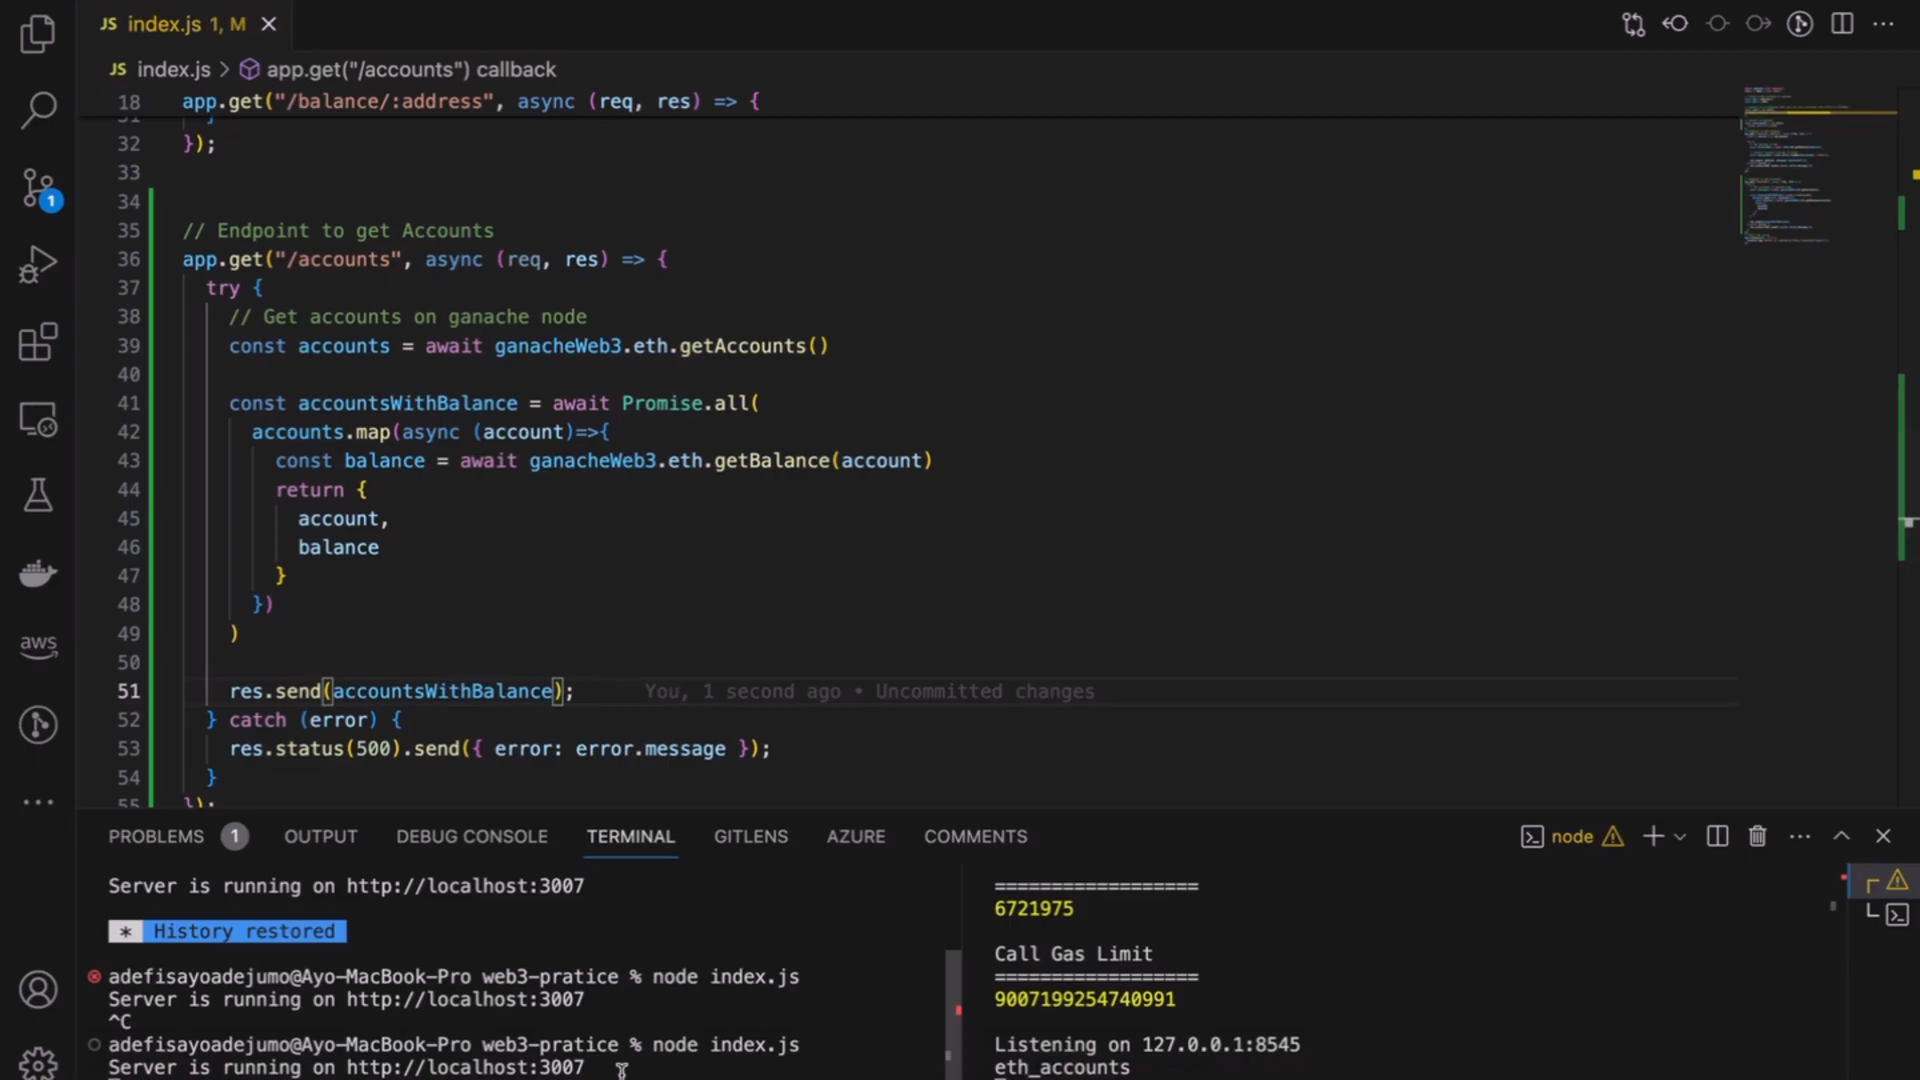 JS index.js 1, M
JS index.js > app.get("/accounts") callback
18 app.get("/balance/:address", async (req, res) => {
31 }
32 });
33
34
35 // Endpoint to get Accounts
36 app.get("/accounts", async (req, res) => {
37 try {
38 // Get accounts on ganache node
39 const accounts = await ganacheWeb3.eth.getAccounts()
40
41 const accountsWithBalance = await Promise.all(
42 accounts.map(async (account)=>{
43 const balance = await ganacheWeb3.eth.getBalance(account)
44 return {
45 account,
46 balance
47 }
48 })
49 )
50
51 res.send(accountsWithBalance); You, 1 second ago • Uncommitted changes
52 } catch (error) {
53 res.status(500).send({ error: error.message });
54 }
55 });
1
aws
PROBLEMS 1 OUTPUT DEBUG CONSOLE TERMINAL GITLENS AZURE COMMENTS
node
Server is running on http://localhost:3007
* History restored
adefisayoadejumo@Ayo-MacBook-Pro web3-pratice % node index.js
Server is running on http://localhost:3007
^C
adefisayoadejumo@Ayo-MacBook-Pro web3-pratice % node index.js
Server is running on http://localhost:3007
==================
6721975
Call Gas Limit
==================
9007199254740991
Listening on 127.0.0.1:8545
eth_accounts